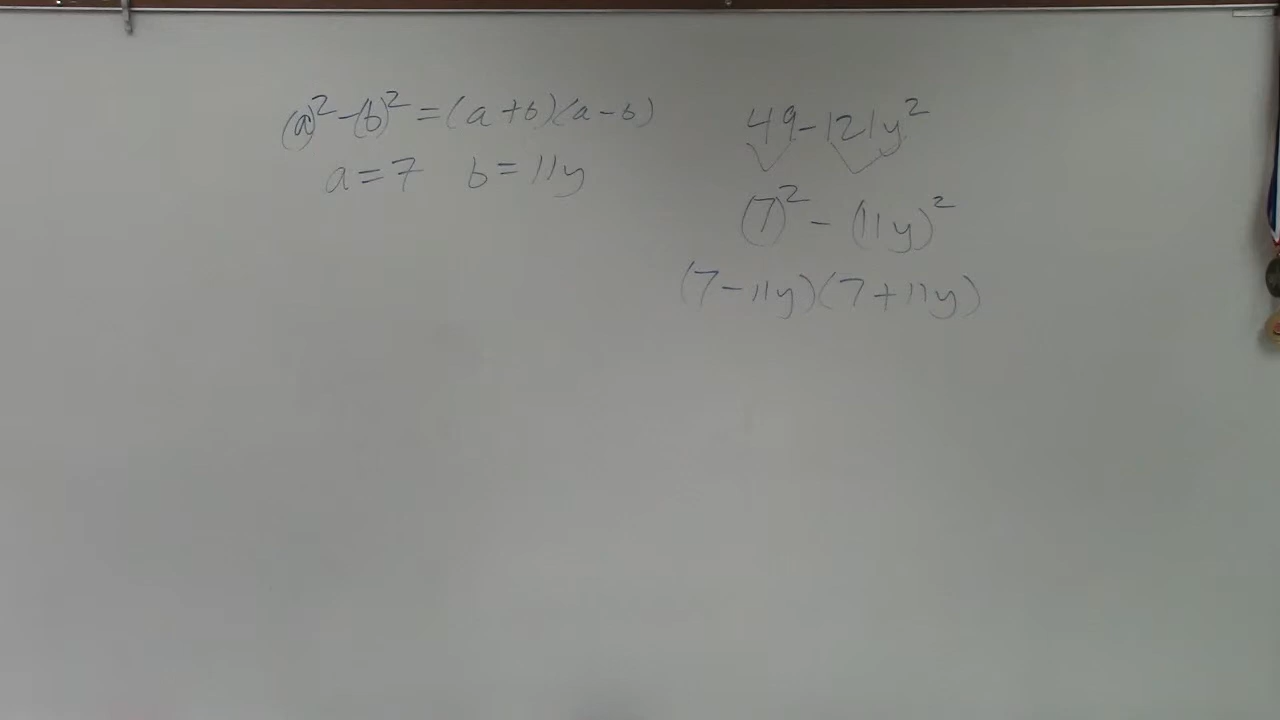 (a)² - (b)² = (a + b)(a - b)
a = 7 b = 11y
49 - 121y²
(7)² - (11y)²
(7 - 11y)(7 + 11y)